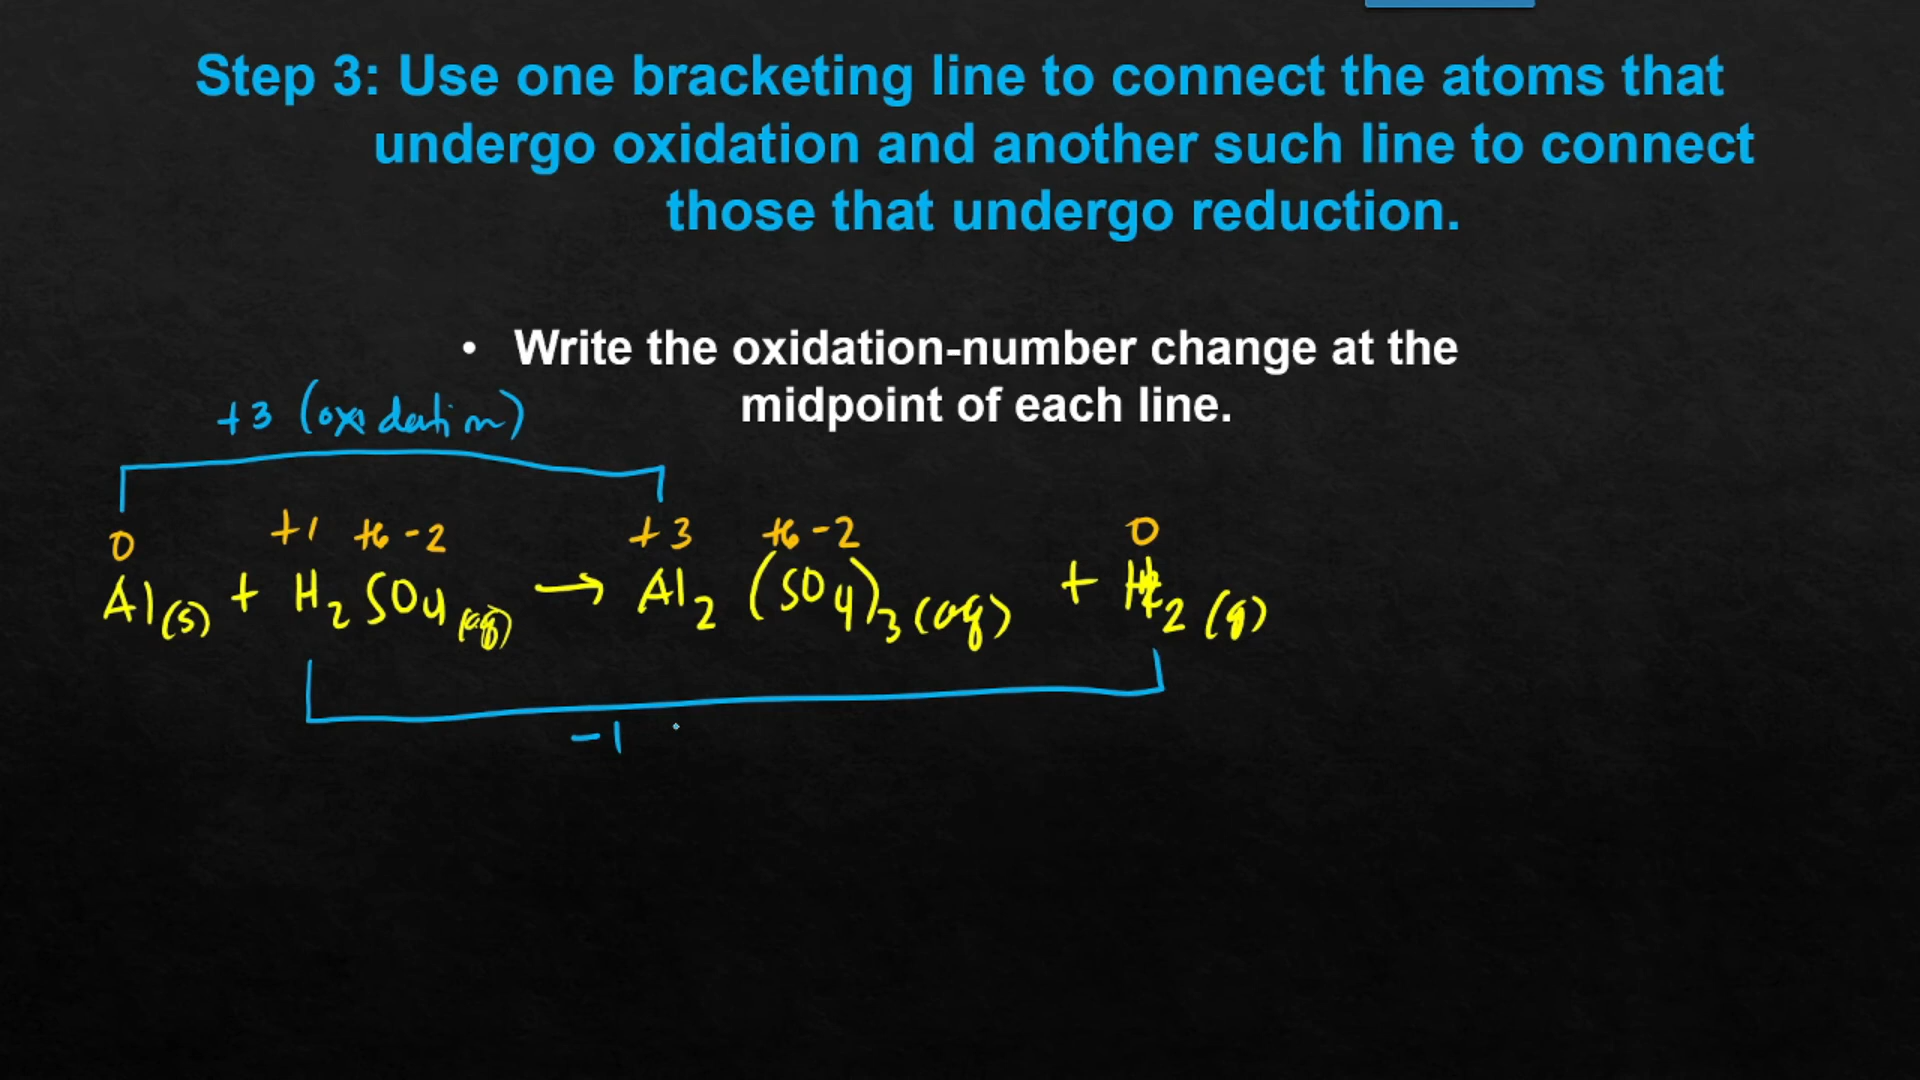 Step 3: Use one bracketing line to connect the atoms that
undergo oxidation and another such line to connect
those that undergo reduction.
• Write the oxidation-number change at the
midpoint of each line.
+3 (oxidation)
0 +1 +6 -2 +3 +6 -2 0
Al(s) + H2SO4(aq) → Al2(SO4)3(aq) + H2(g)
-1